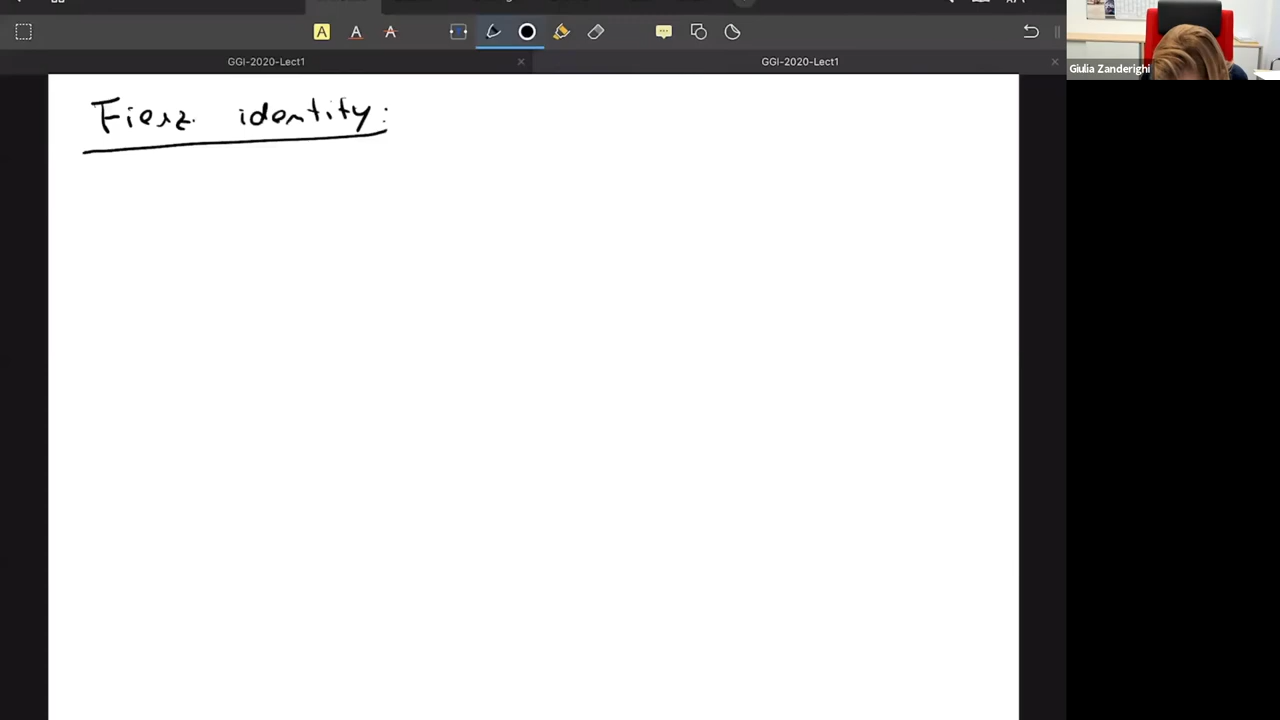 A A A
GGI-2020-Lect1 × GGI-2020-Lect1 ×
Giulia Zanderighi
Fierz identity: